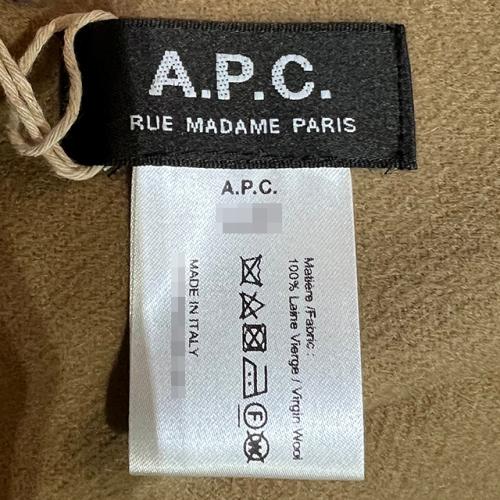 A.P.C.
RUE MADAME PARIS
A.P.C.
Matière /Fabric :
100% Laine Vierge / Virgin Wool
F
W
MADE IN ITALY